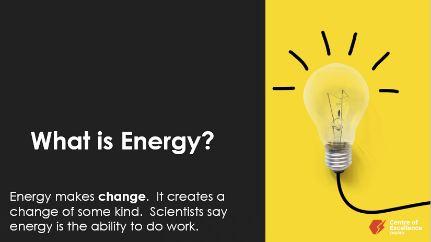 What is Energy?
Energy makes change.  It creates a
change of some kind.  Scientists say
energy is the ability to do work.
Centre of
Excellence